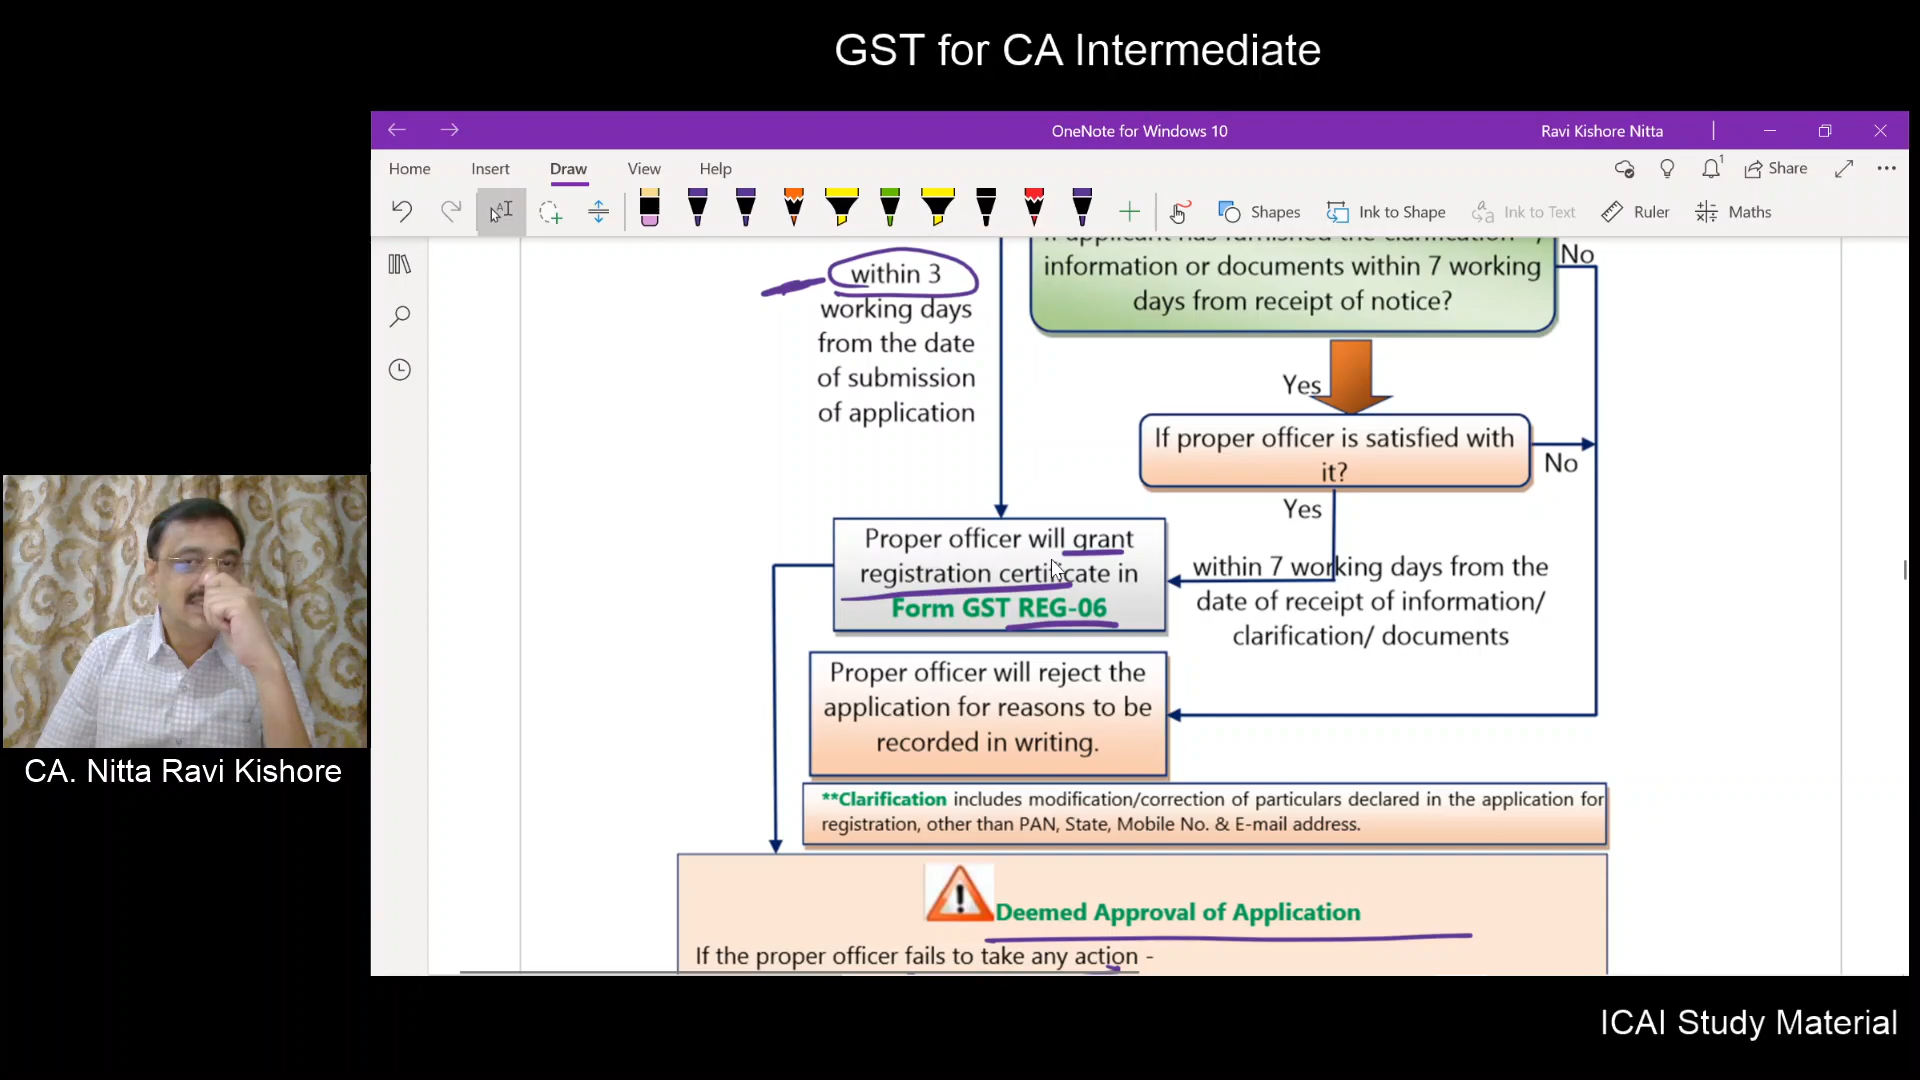 GST for CA Intermediate
OneNote for Windows 10
Ravi Kishore Nitta
Home Insert Draw View Help
Share
Shapes Ink to Shape Ink to Text Ruler Maths
within 3
working days
from the date
of submission
of application
If applicant has furnished the clarification
information or documents within 7 working
days from receipt of notice?
No
Yes
If proper officer is satisfied with
it?
No
Yes
Proper officer will grant
registration certificate in
Form GST REG-06
within 7 working days from the
date of receipt of information/
clarification/ documents
Proper officer will reject the
application for reasons to be
recorded in writing.
**Clarification includes modification/correction of particulars declared in the application for
registration, other than PAN, State, Mobile No. & E-mail address.
Deemed Approval of Application
If the proper officer fails to take any action -
CA. Nitta Ravi Kishore
ICAI Study Material